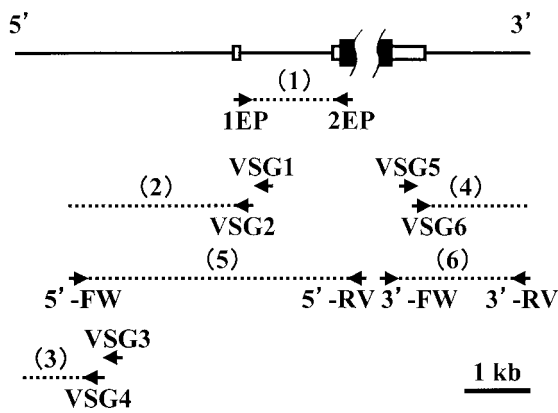 5’ 3’
(1)
1EP 2EP
VSG1 VSG5
(2) (4)
VSG2 VSG6
(5) (6)
5’-FW 5’-RV 3’-FW 3’-RV
(3) VSG3
VSG4 1 kb